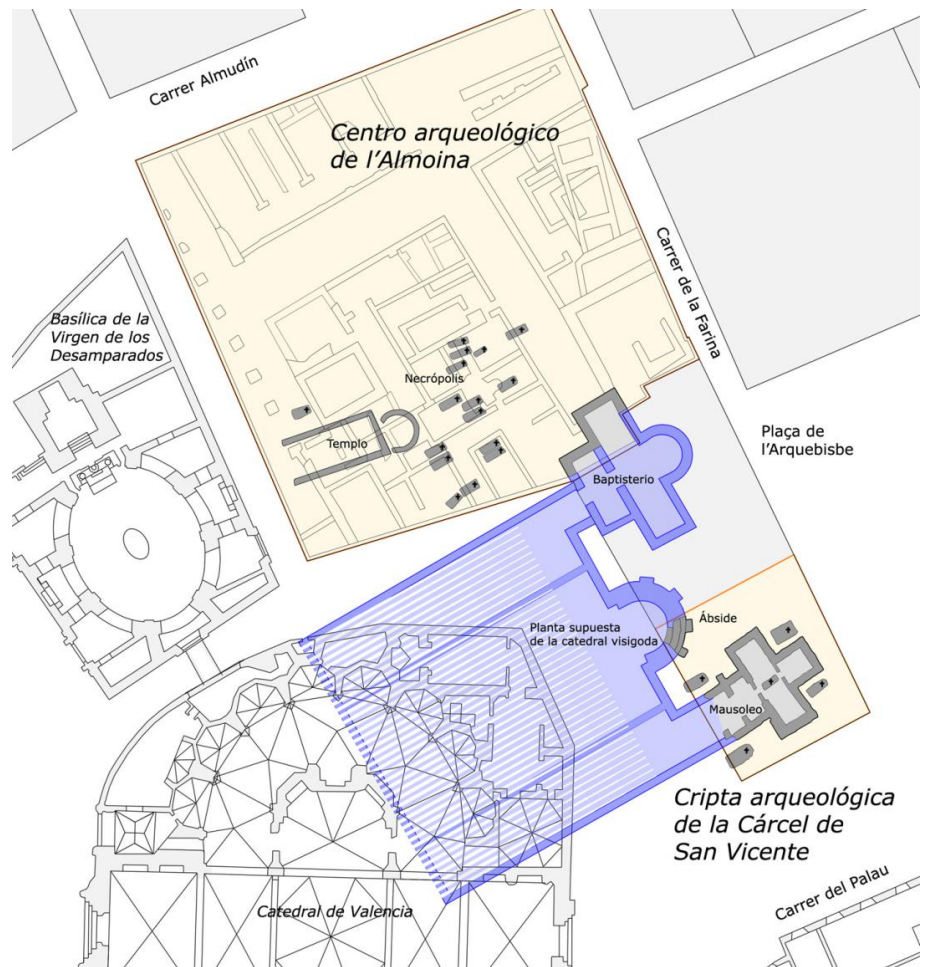 Carrer Almudín
Centro arqueológico
de l'Almoina
Carrer de la Farina
Basílica de la
Virgen de los
Desamparados
Necrópolis
Templo
Plaça de
l'Arquebisbe
Baptisterio
Ábside
Planta supuesta
de la catedral visigoda
Mausoleo
Cripta arqueológica
de la Cárcel de
San Vicente
Carrer del Palau
Catedral de Valencia